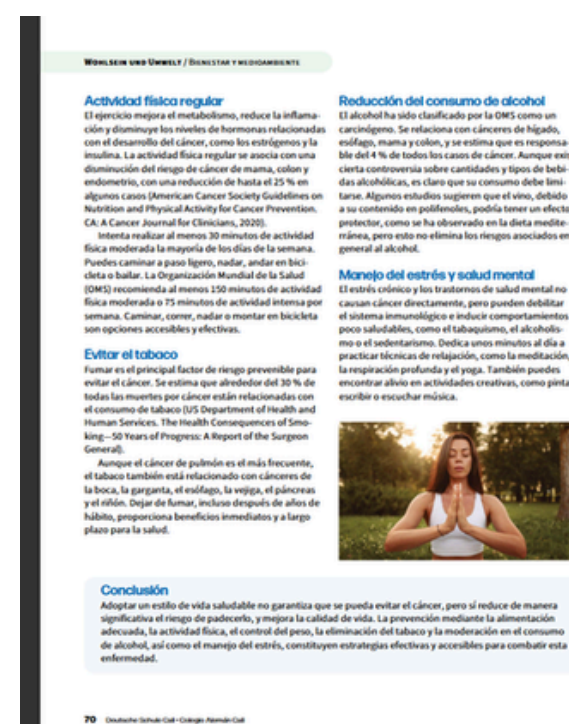 WOHLSEIN UND UMWELT / BIENESTAR Y MEDIOAMBIENTE
Actividad física regular
El ejercicio mejora el metabolismo, reduce la inflama-
ción y disminuye los niveles de hormonas relacionadas
con el desarrollo del cáncer, como los estrógenos y la
insulina. La actividad física regular se asocia con una
disminución del riesgo de cáncer de mama, colon y
endometrio, con una reducción de hasta el 25 % en
algunos casos (American Cancer Society Guidelines on
Nutrition and Physical Activity for Cancer Prevention.
CA: A Cancer Journal for Clinicians, 2020).
Intenta realizar al menos 30 minutos de actividad
física moderada la mayoría de los días de la semana.
Puedes caminar a paso ligero, nadar, andar en bici-
cleta o bailar. La Organización Mundial de la Salud
(OMS) recomienda al menos 150 minutos de actividad
física moderada o 75 minutos de actividad intensa por
semana. Caminar, correr, nadar o montar en bicicleta
son opciones accesibles y efectivas.
Evitar el tabaco
Fumar es el principal factor de riesgo prevenible para
evitar el cáncer. Se estima que alrededor del 30 % de
todas las muertes por cáncer están relacionadas con
el consumo de tabaco (US Department of Health and
Human Services. The Health Consequences of Smo-
king—50 Years of Progress: A Report of the Surgeon
General).
Aunque el cáncer de pulmón es el más frecuente,
el tabaco también está relacionado con cánceres de
la boca, la garganta, el esófago, la vejiga, el páncreas
y el riñón. Dejar de fumar, incluso después de años de
hábito, proporciona beneficios inmediatos y a largo
plazo para la salud.
Reducción del consumo de alcohol
El alcohol ha sido clasificado por la OMS como un
carcinógeno. Se relaciona con cánceres de hígado,
esófago, mama y colon, y se estima que es responsa-
ble del 4 % de todos los casos de cáncer. Aunque exis
cierta controversia sobre cantidades y tipos de bebi-
das alcohólicas, es claro que su consumo debe limi-
tarse. Algunos estudios sugieren que el vino, debido
a su contenido en polifenoles, podría tener un efecto
protector, como se ha observado en la dieta medite-
rránea, pero esto no elimina los riesgos asociados en
general al alcohol.
Manejo del estrés y salud mental
El estrés crónico y los trastornos de salud mental no
causan cáncer directamente, pero pueden debilitar
el sistema inmunológico e inducir comportamientos
poco saludables, como el tabaquismo, el alcoholis-
mo o el sedentarismo. Dedica unos minutos al día a
practicar técnicas de relajación, como la meditación,
la respiración profunda y el yoga. También puedes
encontrar alivio en actividades creativas, como pinta
escribir o escuchar música.
Conclusión
Adoptar un estilo de vida saludable no garantiza que se pueda evitar el cáncer, pero sí reduce de manera
significativa el riesgo de padecerlo, y mejora la calidad de vida. La prevención mediante la alimentación
adecuada, la actividad física, el control del peso, la eliminación del tabaco y la moderación en el consumo
de alcohol, así como el manejo del estrés, constituyen estrategias efectivas y accesibles para combatir esta
enfermedad.
70 Deutsche Schule Cali • Colegio Alemán Cali